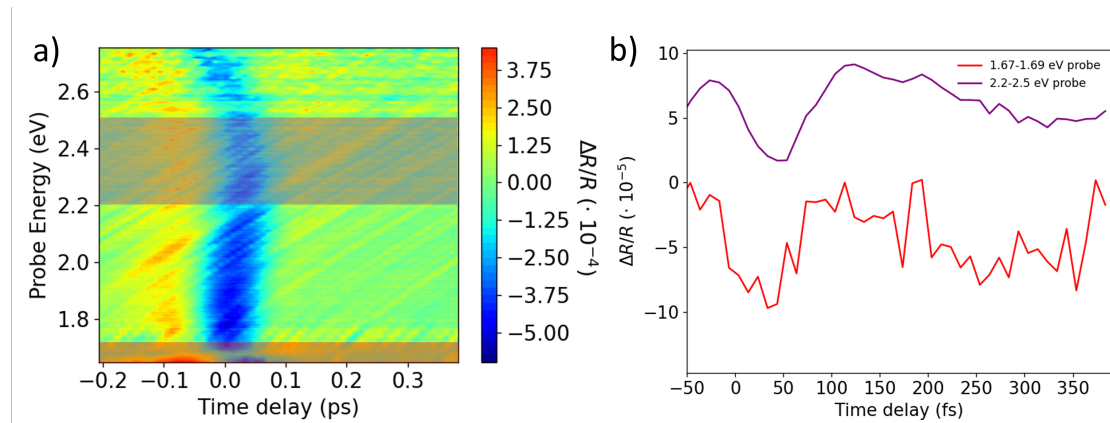 a)
2.6
2.4
2.2
2.0
1.8
Probe Energy (eV)
−0.2 −0.1 0.0 0.1 0.2 0.3
Time delay (ps)
3.75
2.50
1.25
0.00
−1.25
−2.50
−3.75
−5.00
ΔR/R ( · 10⁻⁴)
b)
1.67-1.69 eV probe
2.2-2.5 eV probe
10
5
0
−5
−10
ΔR/R ( · 10⁻⁵)
−50 0 50 100 150 200 250 300 350
Time delay (fs)